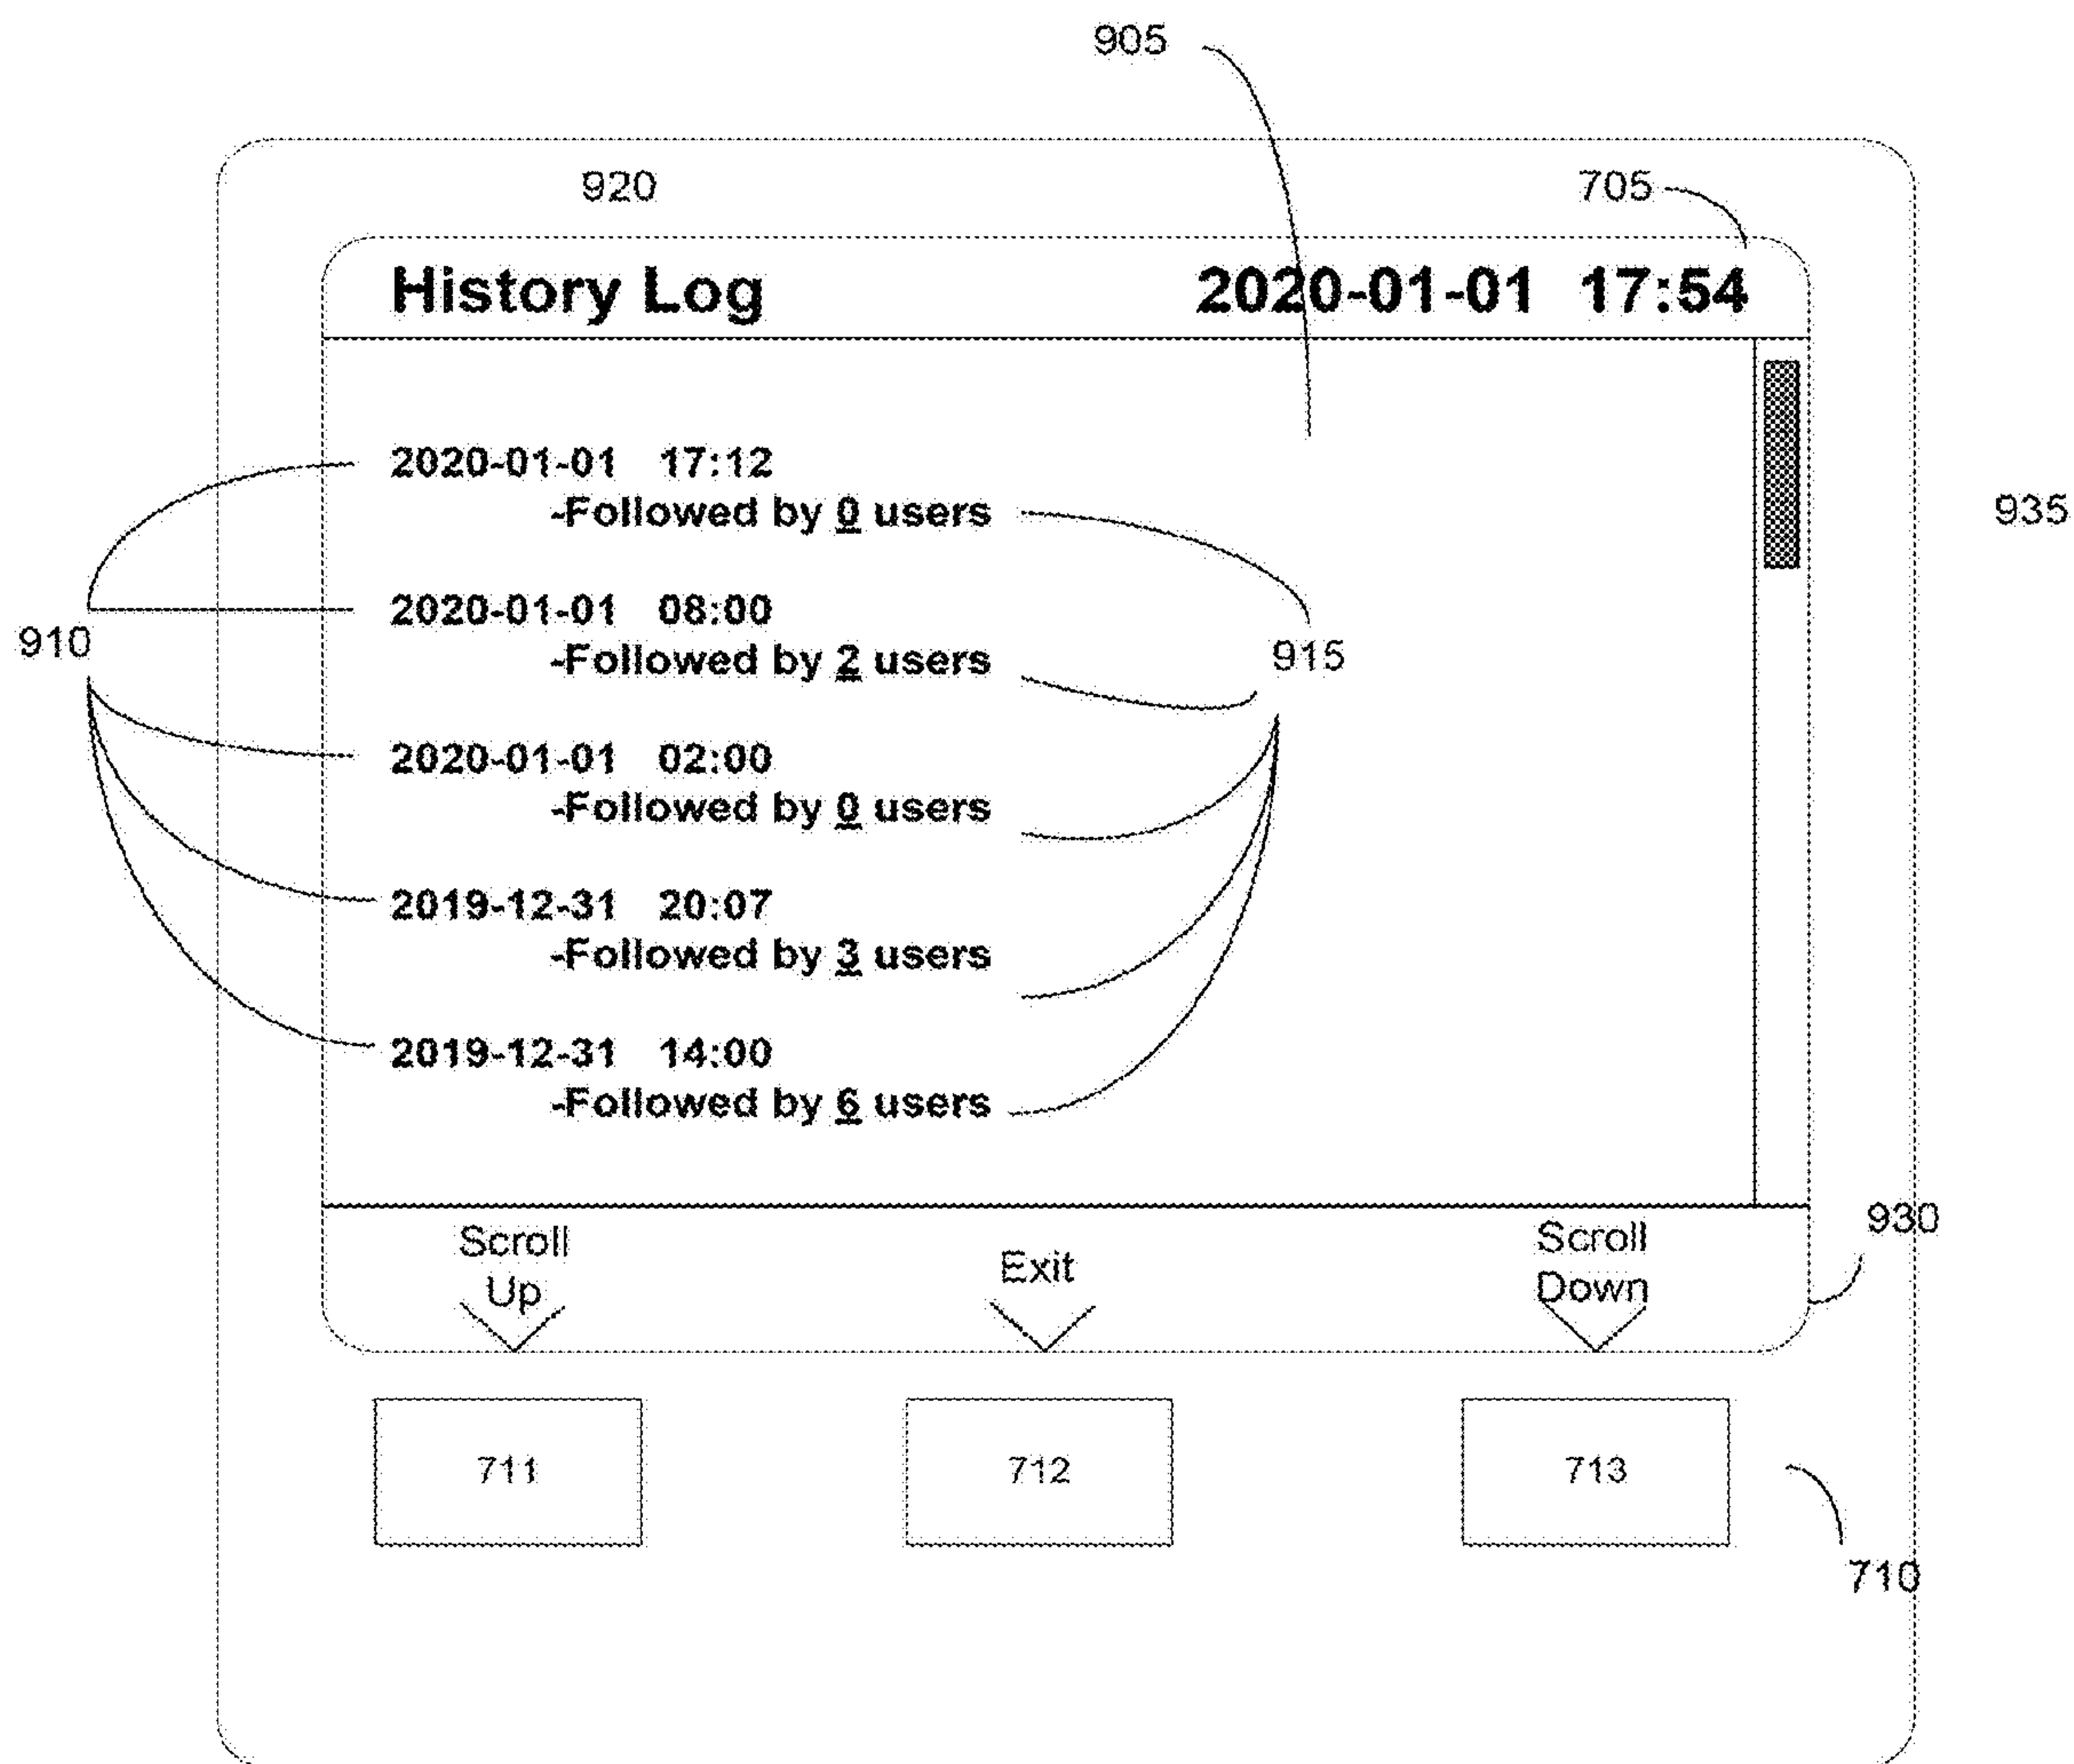 905
920
705
History Log 2020-01-01 17:54
2020-01-01 17:12
-Followed by 0 users
935
2020-01-01 08:00
910
-Followed by 2 users
915
2020-01-01 02:00
-Followed by 0 users
2019-12-31 20:07
-Followed by 3 users
2019-12-31 14:00
-Followed by 6 users
930
Scroll
Up
Exit
Scroll
Down
711
712
713
710